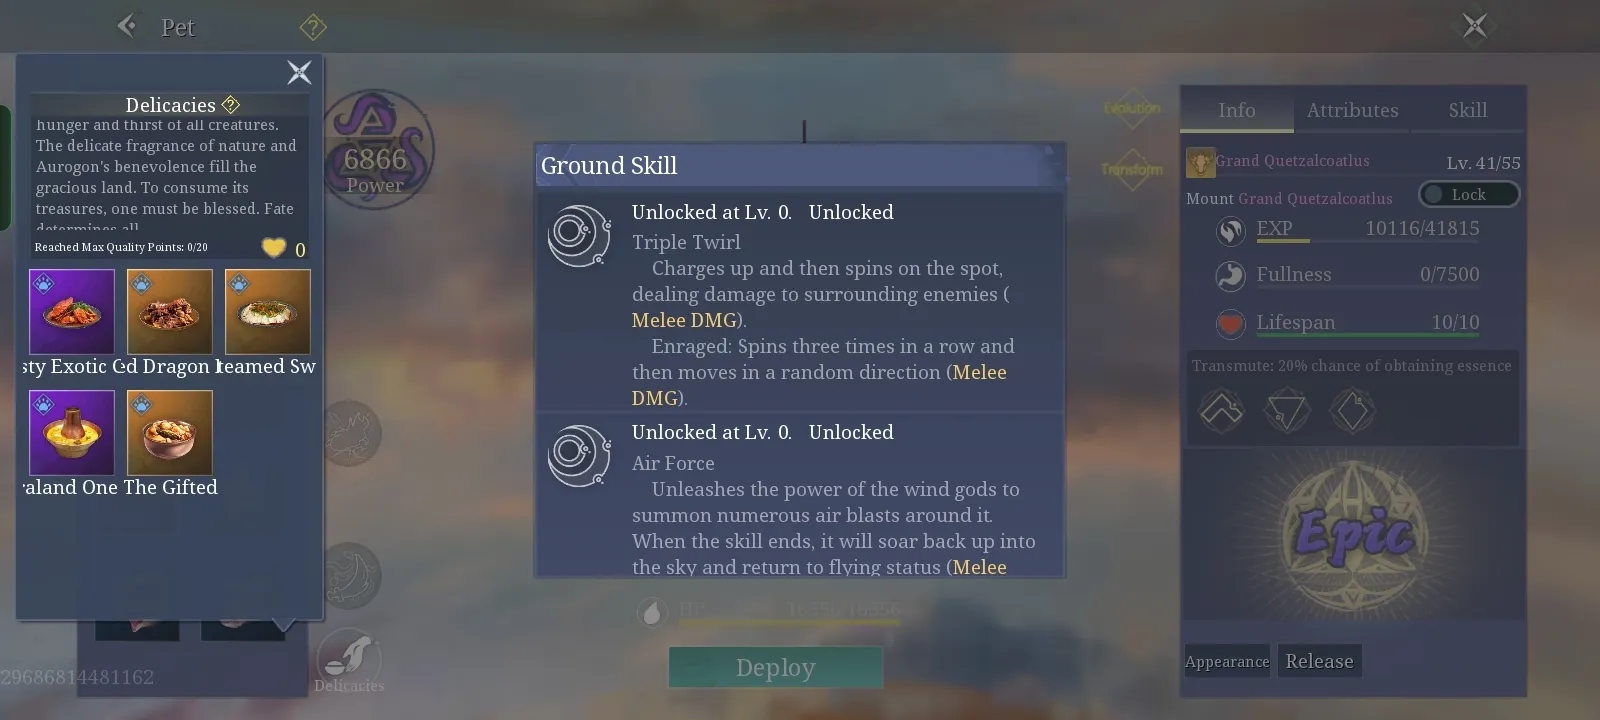 Pet
Delicacies
hunger and thirst of all creatures.
The delicate fragrance of nature and
Aurogon's benevolence fill the
gracious land. To consume its
treasures, one must be blessed. Fate
determines all.
Reached Max Quality Points: 0/20
0
sty Exotic G
ed Dragon
teamed Sw
raland One
The Gifted
6866
Power
Delicacies
29686814481162
Ground Skill
Unlocked at Lv. 0. Unlocked
Triple Twirl
Charges up and then spins on the spot,
dealing damage to surrounding enemies (
Melee DMG).
Enraged: Spins three times in a row and
then moves in a random direction (Melee
DMG).
Unlocked at Lv. 0. Unlocked
Air Force
Unleashes the power of the wind gods to
summon numerous air blasts around it.
When the skill ends, it will soar back up into
the sky and return to flying status (Melee
HP
Deploy
Evolution
Transform
Info Attributes Skill
Grand Quetzalcoatlus Lv. 41/55
Mount Grand Quetzalcoatlus Lock
EXP 10116/41815
Fullness 0/7500
Lifespan 10/10
Transmute: 20% chance of obtaining essence
Epic
Appearance Release